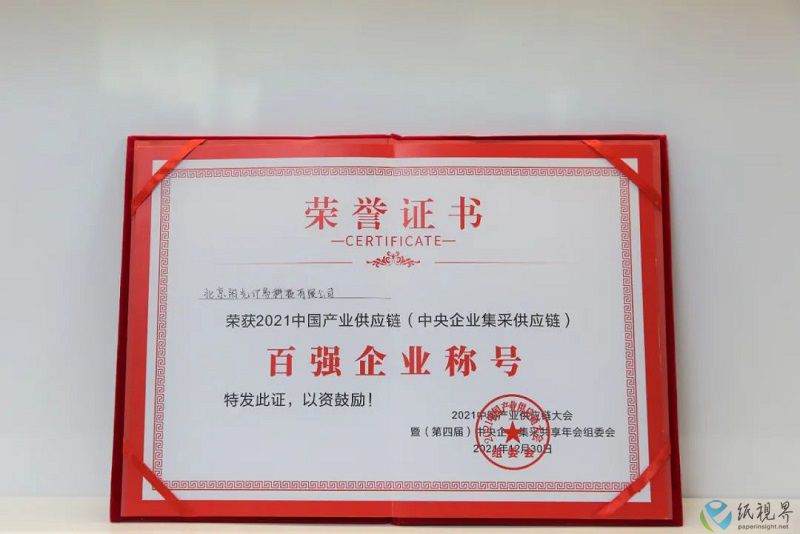 荣誉证书
CERTIFICATE
北京阳光印易科技有限公司
荣获2021中国产业供应链（中央企业集采供应链）
百强企业称号
特发此证，以资鼓励！
2021中国产业供应链大会
暨（第四届）中央企业集采共享年会组委会
2021年12月30日
组委会
纸视界
paperinsight.net